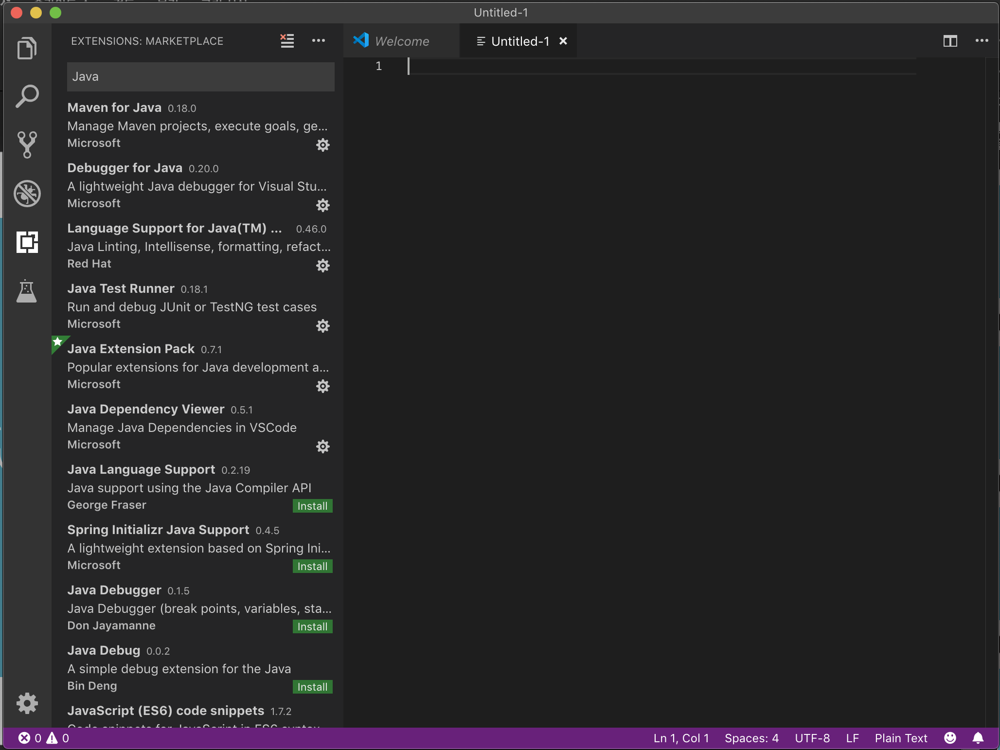 Untitled-1
EXTENSIONS: MARKETPLACE
Welcome
Untitled-1
Java
1
Maven for Java 0.18.0
Manage Maven projects, execute goals, ge...
Microsoft
Debugger for Java 0.20.0
A lightweight Java debugger for Visual Stu...
Microsoft
Language Support for Java(TM) ... 0.46.0
Java Linting, Intellisense, formatting, refact...
Red Hat
Java Test Runner 0.18.1
Run and debug JUnit or TestNG test cases
Microsoft
Java Extension Pack 0.7.1
Popular extensions for Java development a...
Microsoft
Java Dependency Viewer 0.5.1
Manage Java Dependencies in VSCode
Microsoft
Java Language Support 0.2.19
Java support using the Java Compiler API
George Fraser Install
Spring Initializr Java Support 0.4.5
A lightweight extension based on Spring Ini...
Microsoft Install
Java Debugger 0.1.5
Java Debugger (break points, variables, sta...
Don Jayamanne Install
Java Debug 0.0.2
A simple debug extension for the Java
Bin Deng Install
JavaScript (ES6) code snippets 1.7.2
Code snippets for JavaScript in ES6 syntax
0 0 Ln 1, Col 1 Spaces: 4 UTF-8 LF Plain Text